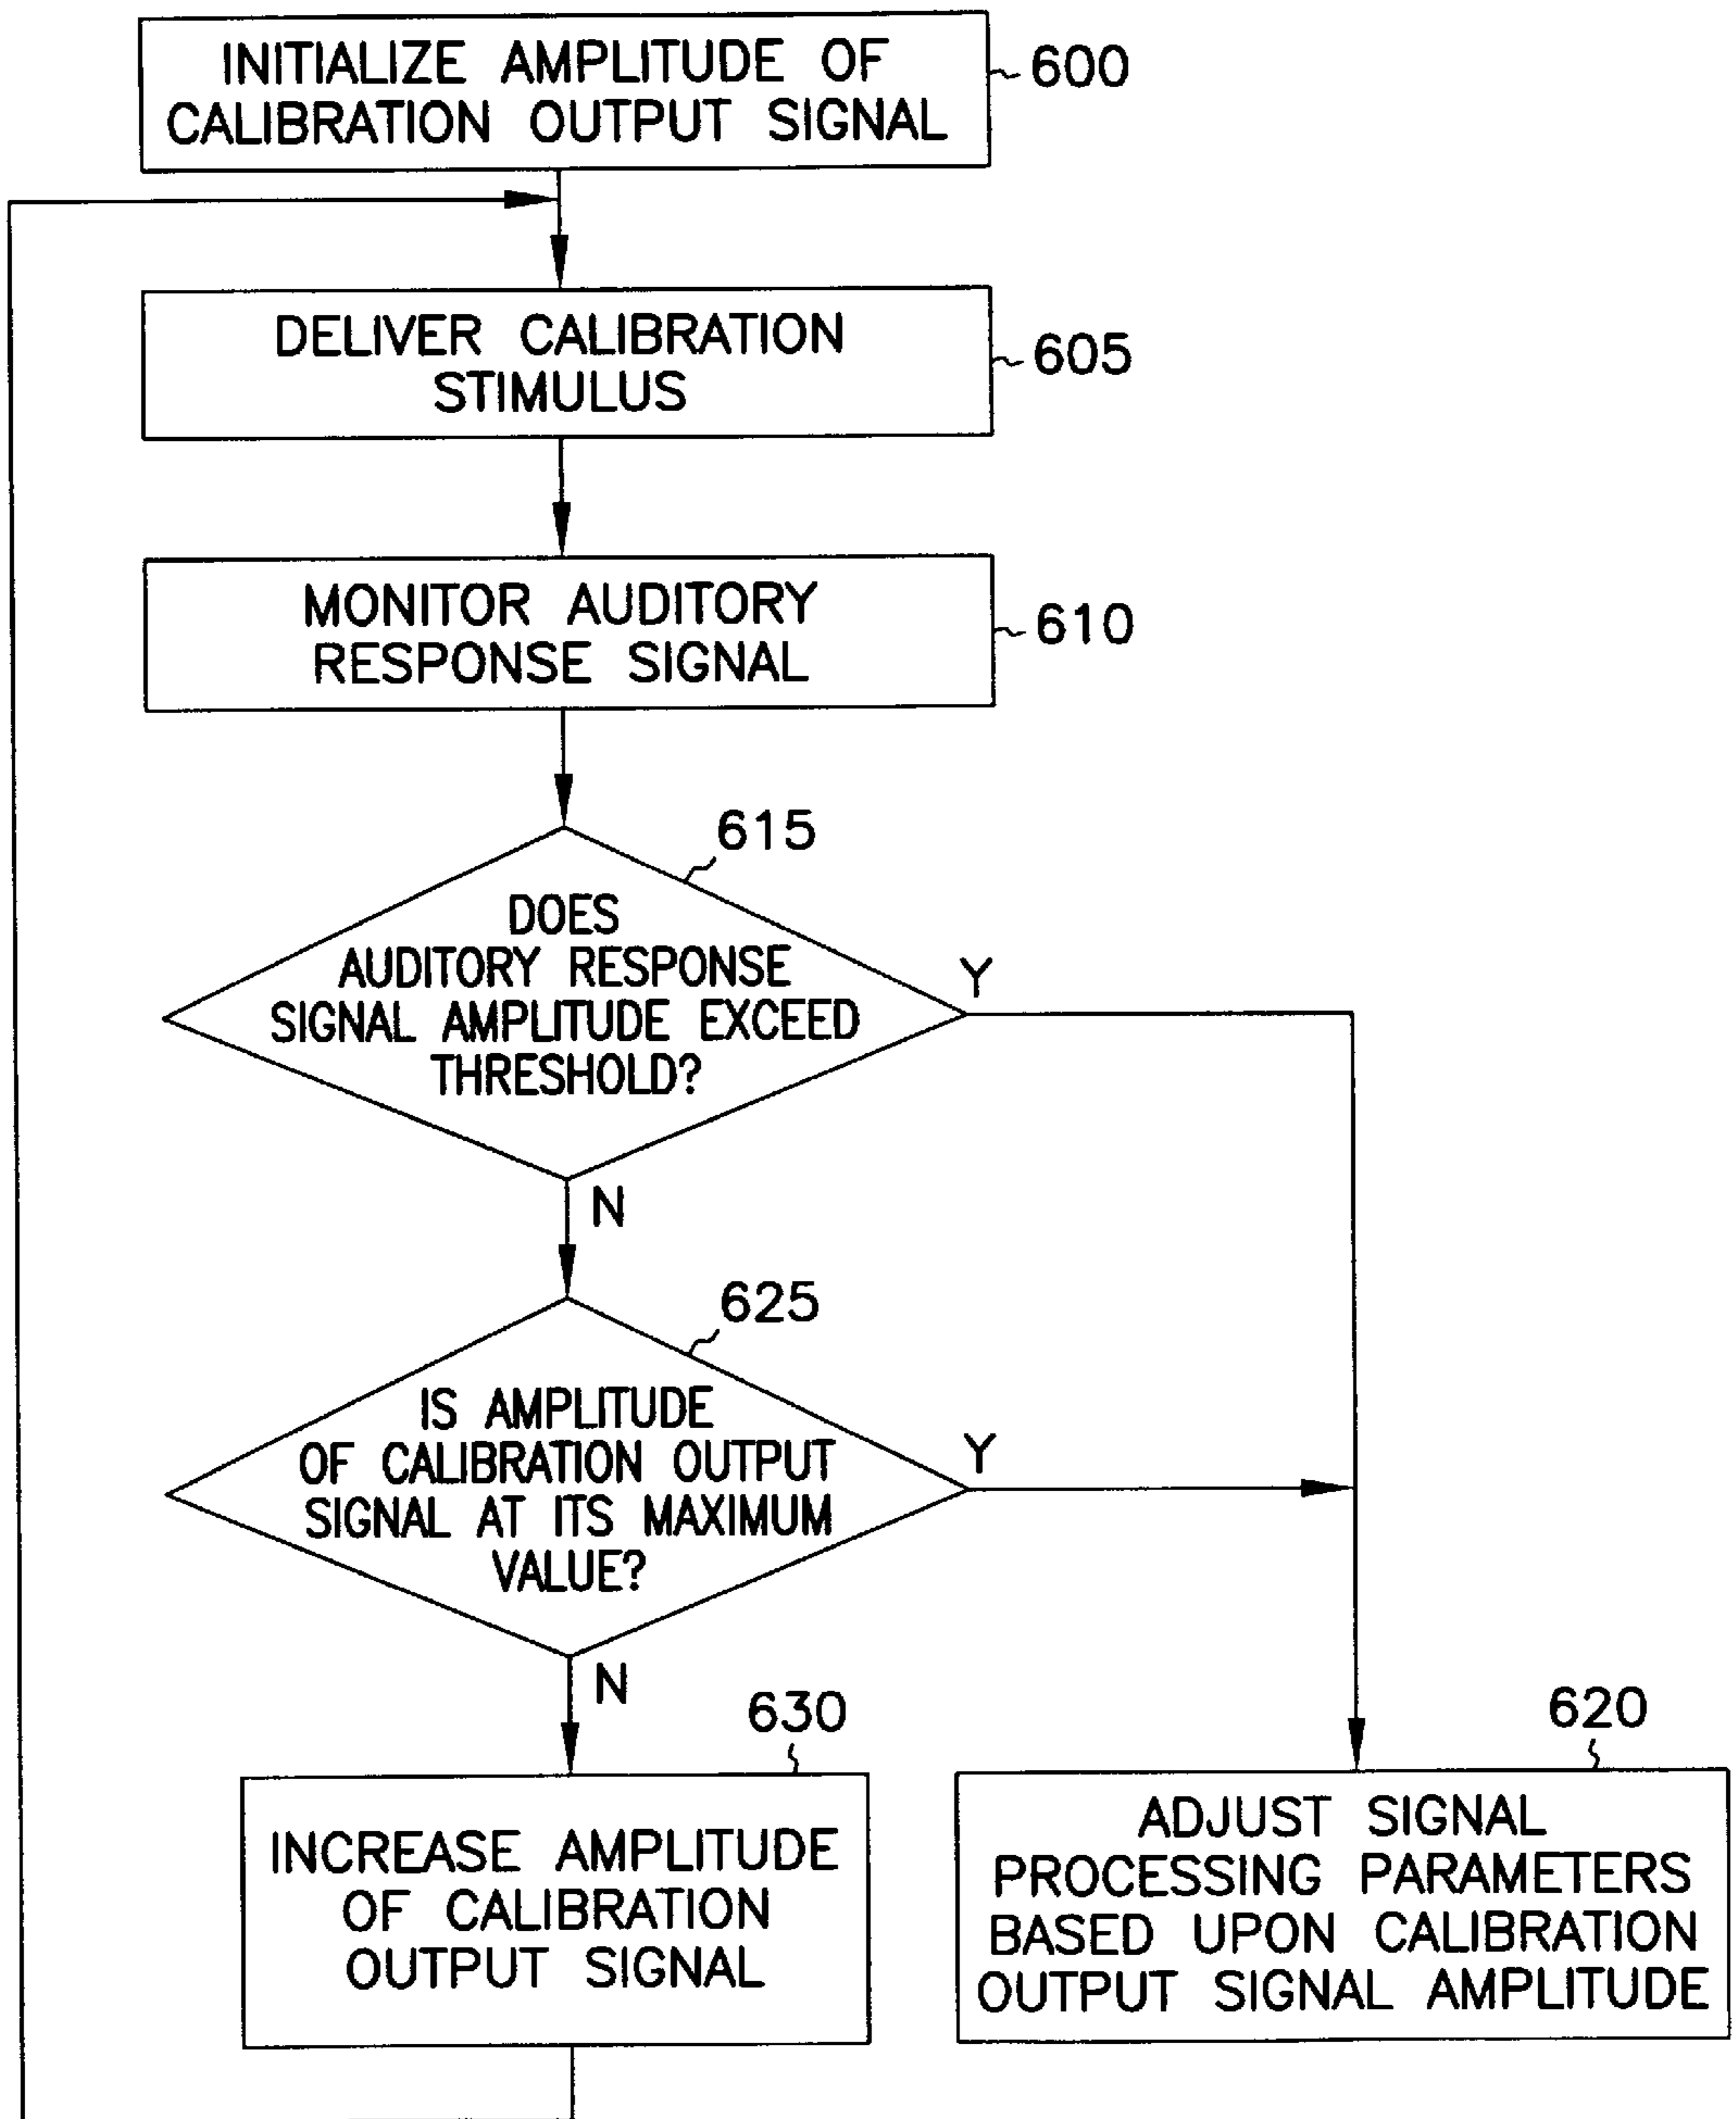 INITIALIZE AMPLITUDE OF
CALIBRATION OUTPUT SIGNAL
600
DELIVER CALIBRATION
STIMULUS
605
MONITOR AUDITORY
RESPONSE SIGNAL
610
615
DOES
AUDITORY RESPONSE
SIGNAL AMPLITUDE EXCEED
THRESHOLD?
Y
N
625
IS AMPLITUDE
OF CALIBRATION OUTPUT
SIGNAL AT ITS MAXIMUM
VALUE?
Y
N
630
INCREASE AMPLITUDE
OF CALIBRATION
OUTPUT SIGNAL
620
ADJUST SIGNAL
PROCESSING PARAMETERS
BASED UPON CALIBRATION
OUTPUT SIGNAL AMPLITUDE